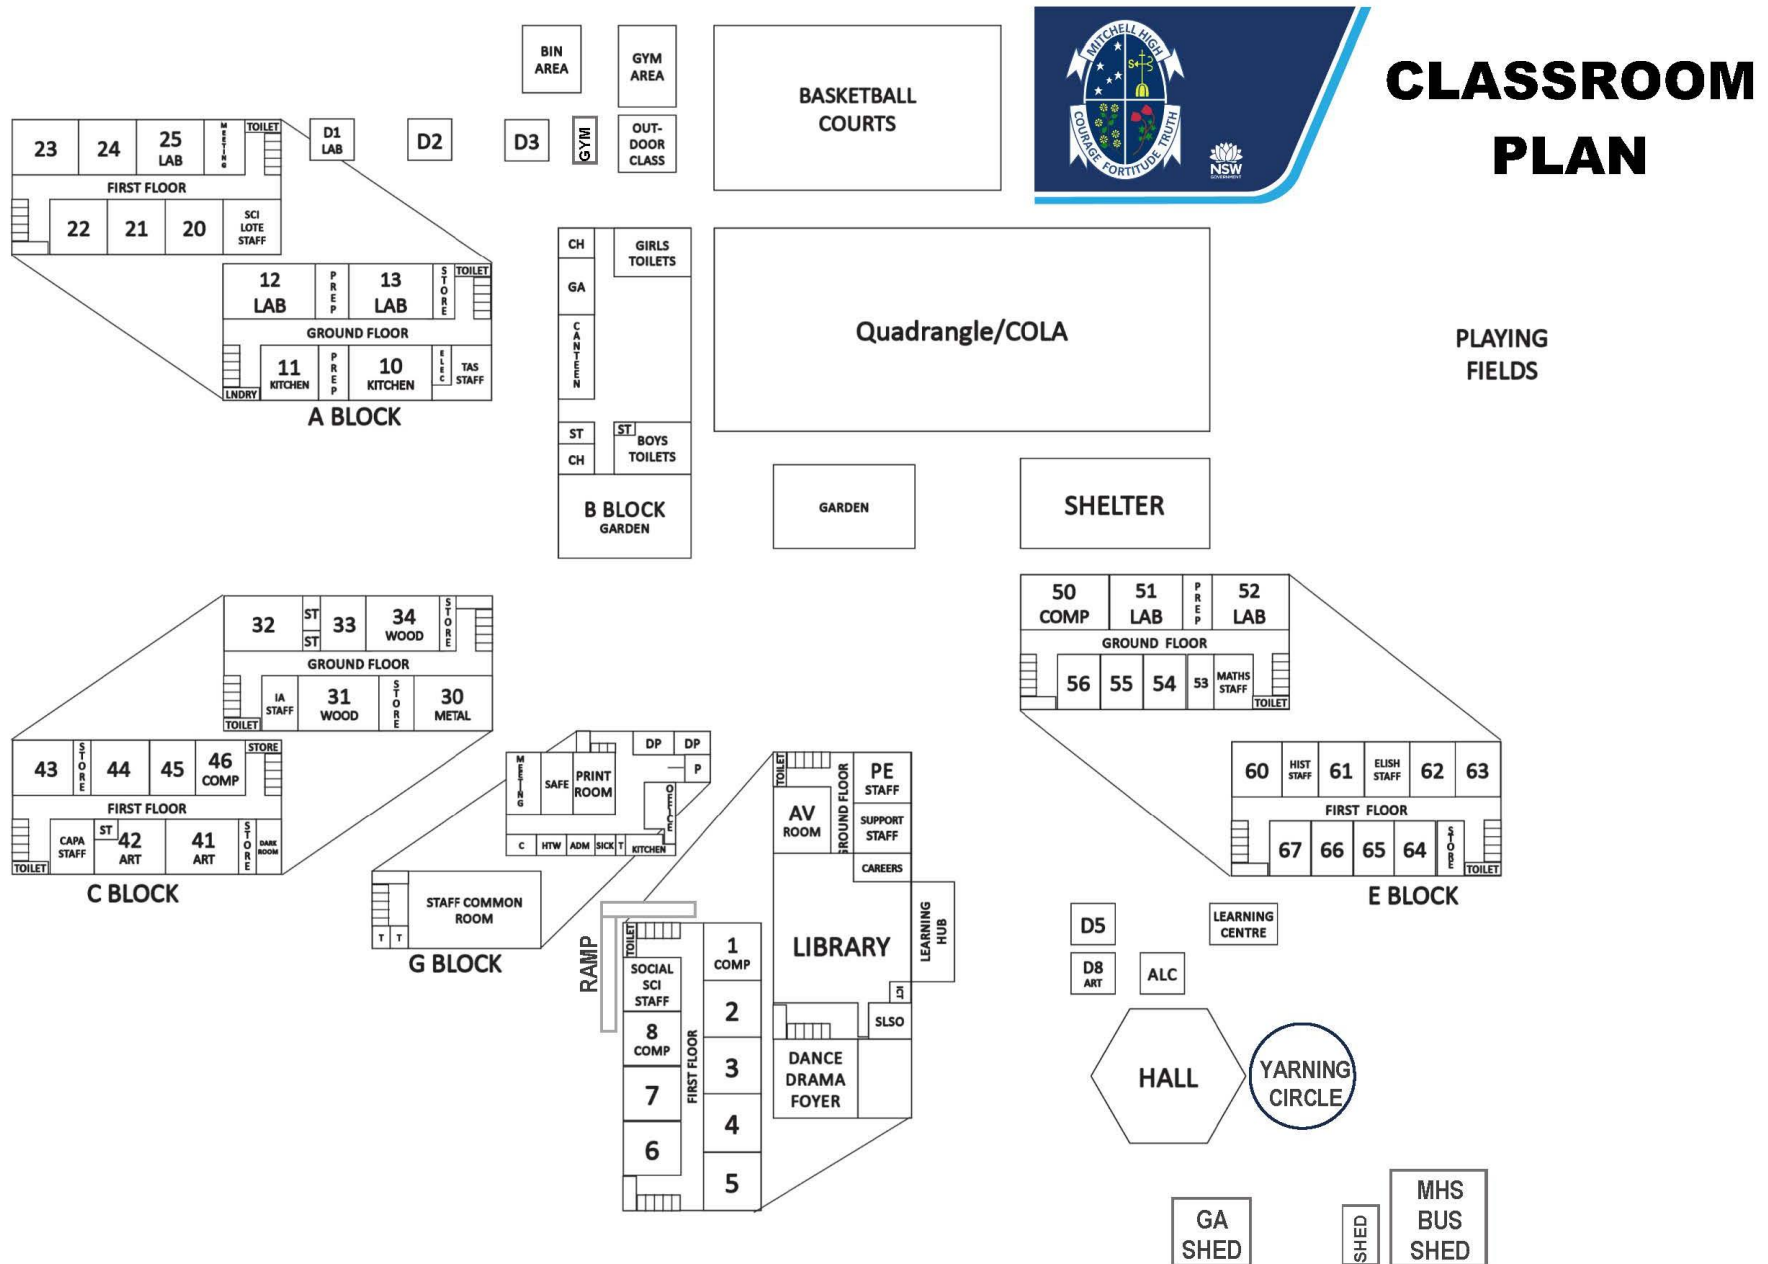 MITCHELL HIGH
S
COURAGE FORTITUDE TRUTH
NSW
GOVERNMENT
CLASSROOM
PLAN
BIN
AREA
GYM
AREA
BASKETBALL
COURTS
D1
LAB
D2
D3
GYM
OUT-
DOOR
CLASS
23
24
25
LAB
MEETING
TOILET
FIRST FLOOR
22
21
20
SCI
LOTE
STAFF
12
LAB
PREP
13
LAB
STORE
TOILET
GROUND FLOOR
11
KITCHEN
PREP
10
KITCHEN
ELEC
TAS
STAFF
LNDRY
A BLOCK
CH
GIRLS
TOILETS
GA
CANTEEN
ST
ST
BOYS
TOILETS
CH
B BLOCK
GARDEN
Quadrangle/COLA
PLAYING
FIELDS
GARDEN
SHELTER
32
ST
ST
33
34
WOOD
STORE
GROUND FLOOR
IA
STAFF
31
WOOD
STORE
30
METAL
TOILET
43
STORE
44
45
46
COMP
STORE
FIRST FLOOR
CAPA
STAFF
ST
42
ART
41
ART
STORE
DARK
ROOM
TOILET
C BLOCK
MEETING
SAFE
PRINT
ROOM
DP
DP
P
OFFICE
C
HTW
ADM
SICK
T
KITCHEN
STAFF COMMON
ROOM
T
T
G BLOCK
RAMP
TOILET
GROUND FLOOR
PE
STAFF
AV
ROOM
SUPPORT
STAFF
CAREERS
LIBRARY
LEARNING
HUB
ICT
SLSO
DANCE
DRAMA
FOYER
TOILET
1
COMP
SOCIAL
SCI
STAFF
2
8
COMP
FIRST FLOOR
3
7
4
6
5
50
COMP
51
LAB
PREP
52
LAB
GROUND FLOOR
56
55
54
53
MATHS
STAFF
TOILET
60
HIST
STAFF
61
ELISH
STAFF
62
63
FIRST FLOOR
67
66
65
64
STORE
TOILET
E BLOCK
D5
LEARNING
CENTRE
D8
ART
ALC
HALL
YARNING
CIRCLE
GA
SHED
SHED
MHS
BUS
SHED